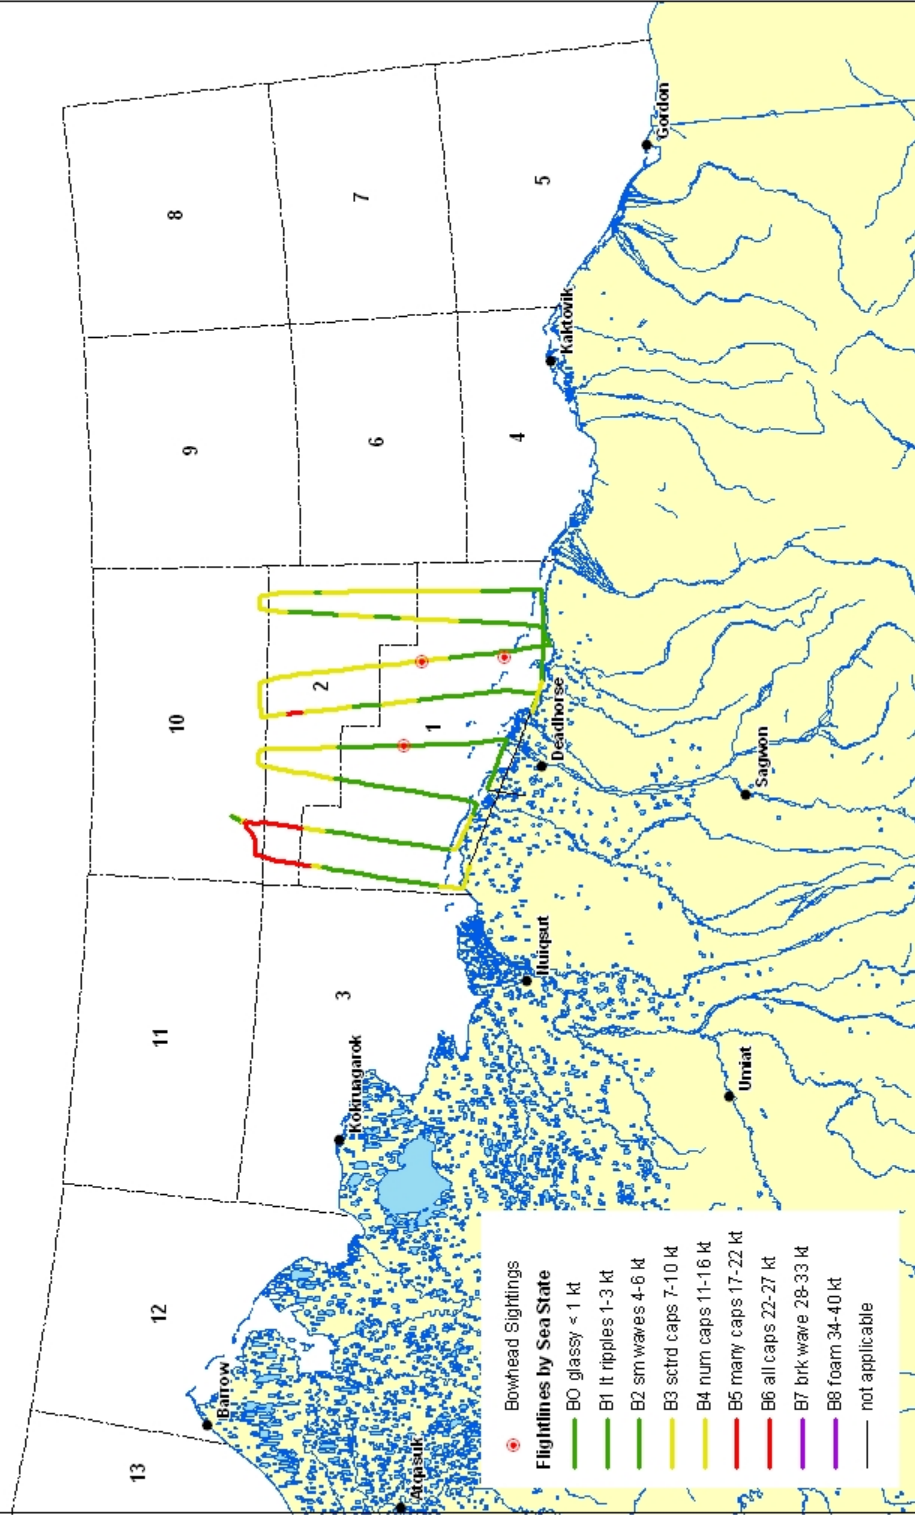 13
12
11
10
9
8
7
6
5
4
3
2
1
Barrow
Atqasuk
Kokruagarok
Nuiqsut
Umiat
Deadhorse
Sagwon
Kaktovik
Gordon
Bowhead Sightings
Flightlines by Sea State
B0 glassy < 1 kt
B1 lt ripples 1-3 kt
B2 sm waves 4-6 kt
B3 sctrd caps 7-10 kt
B4 num caps 11-16 kt
B5 many caps 17-22 kt
B6 all caps 22-27 kt
B7 brk wave 28-33 kt
B8 foam 34-40 kt
not applicable